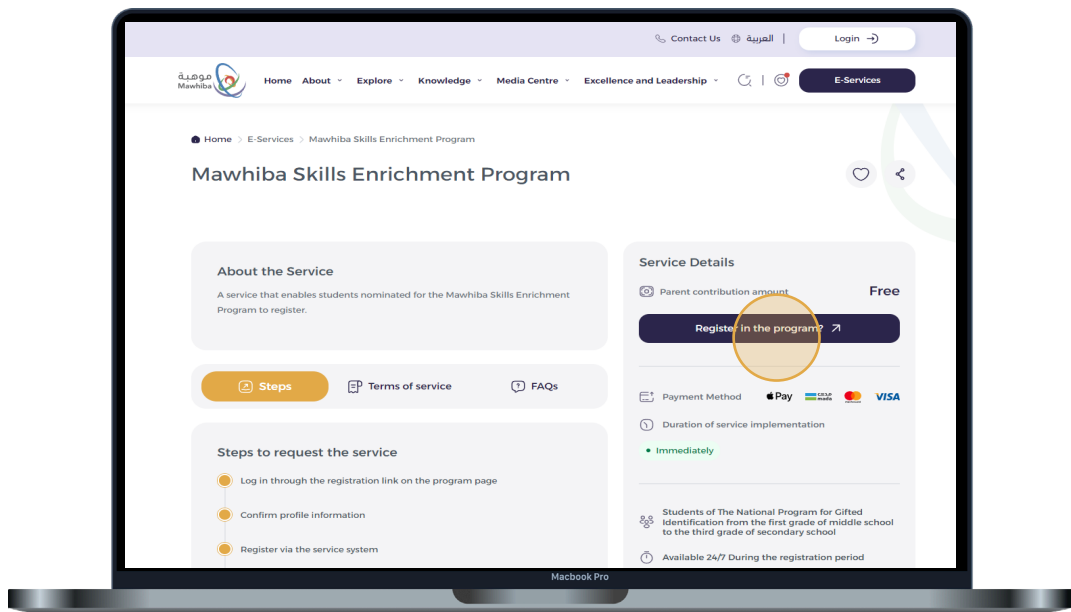 Contact Us
العربية
Login
موهبة
Mawhiba
Home
About
Explore
Knowledge
Media Centre
Excellence and Leadership
E-Services
Home > E-Services > Mawhiba Skills Enrichment Program
Mawhiba Skills Enrichment Program
About the Service
A service that enables students nominated for the Mawhiba Skills Enrichment
Program to register.
Steps
Terms of service
FAQs
Steps to request the service
Log in through the registration link on the program page
Confirm profile information
Register via the service system
Service Details
Parent contribution amount
Free
Register in the program?
Payment Method
Pay
mada
VISA
Duration of service implementation
Immediately
Students of The National Program for Gifted
Identification from the first grade of middle school
to the third grade of secondary school
Available 24/7 During the registration period
Macbook Pro